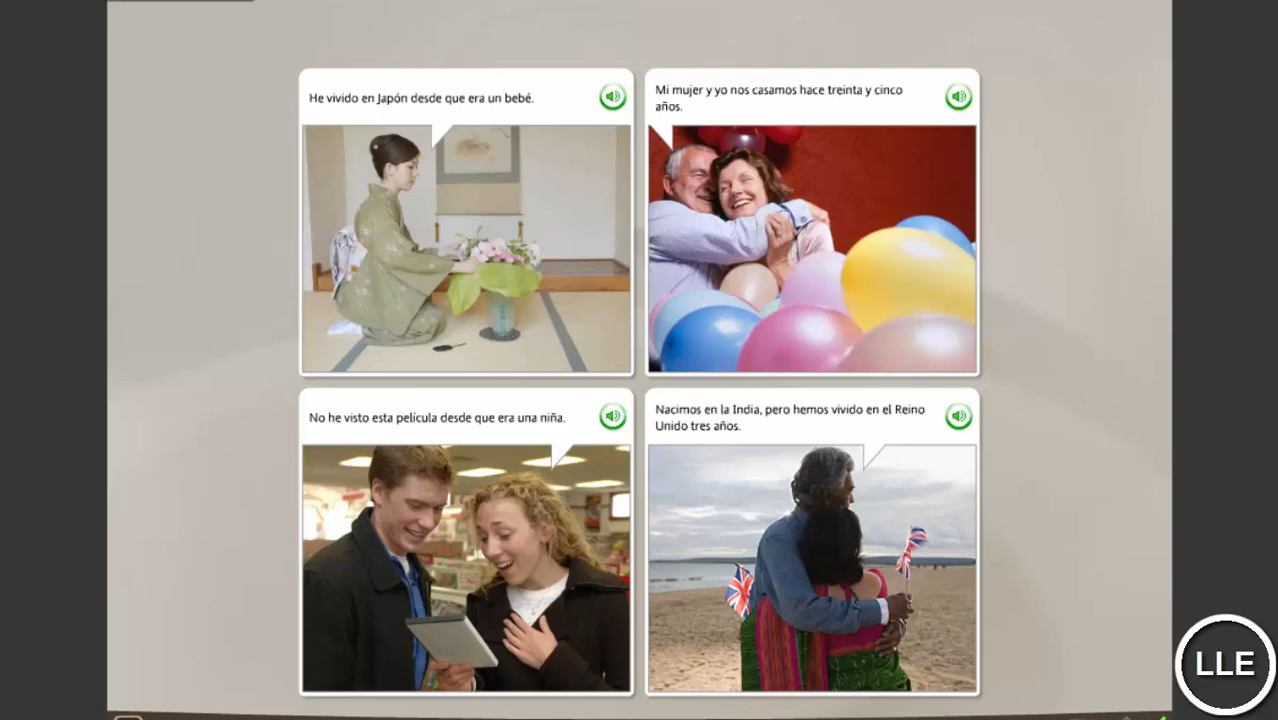 He vivido en Japón desde que era un bebé.
Mi mujer y yo nos casamos hace treinta y cinco
años.
No he visto esta película desde que era una niña.
Nacimos en la India, pero hemos vivido en el Reino
Unido tres años.
LLE